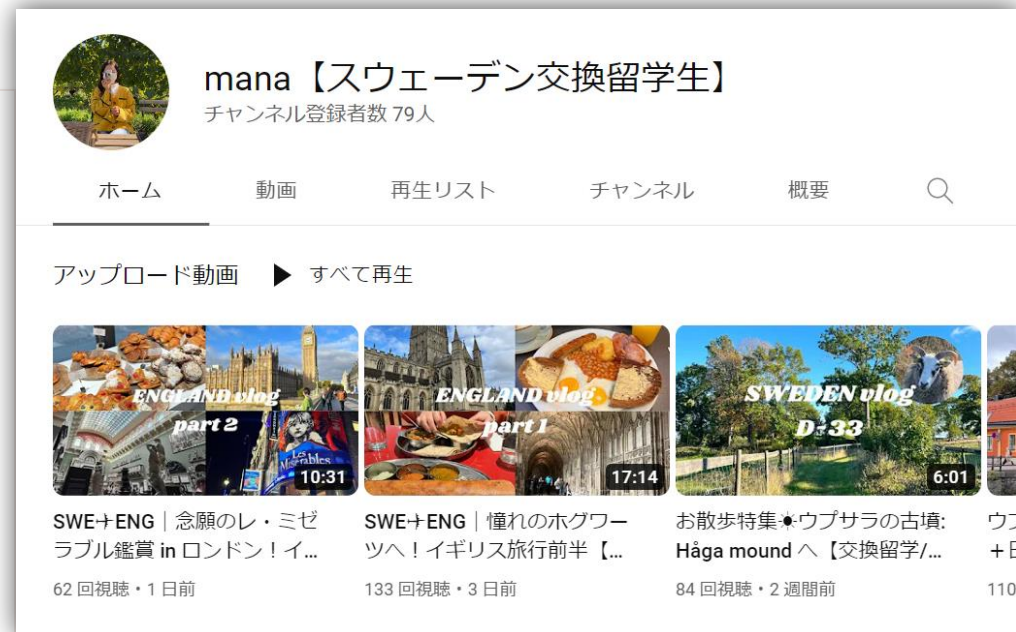 mana【スウェーデン交換留学生】
チャンネル登録者数 79人
ホーム 動画 再生リスト チャンネル 概要
アップロード動画 ▶ すべて再生
ENGLAND vlog
part 2
Les
Misérables
10:31
ENGLAND vlog
part 1
17:14
SWEDEN vlog
D+33
6:01
SWE✈ENG｜念願のレ・ミゼ
ラブル鑑賞 in ロンドン！イ...
62 回視聴・1 日前
SWE✈ENG｜憧れのホグワー
ツへ！イギリス旅行前半【...
133 回視聴・3 日前
お散歩特集☀ウプサラの古墳:
Håga mound へ【交換留学/...
84 回視聴・2 週間前
ウプ
＋日
110